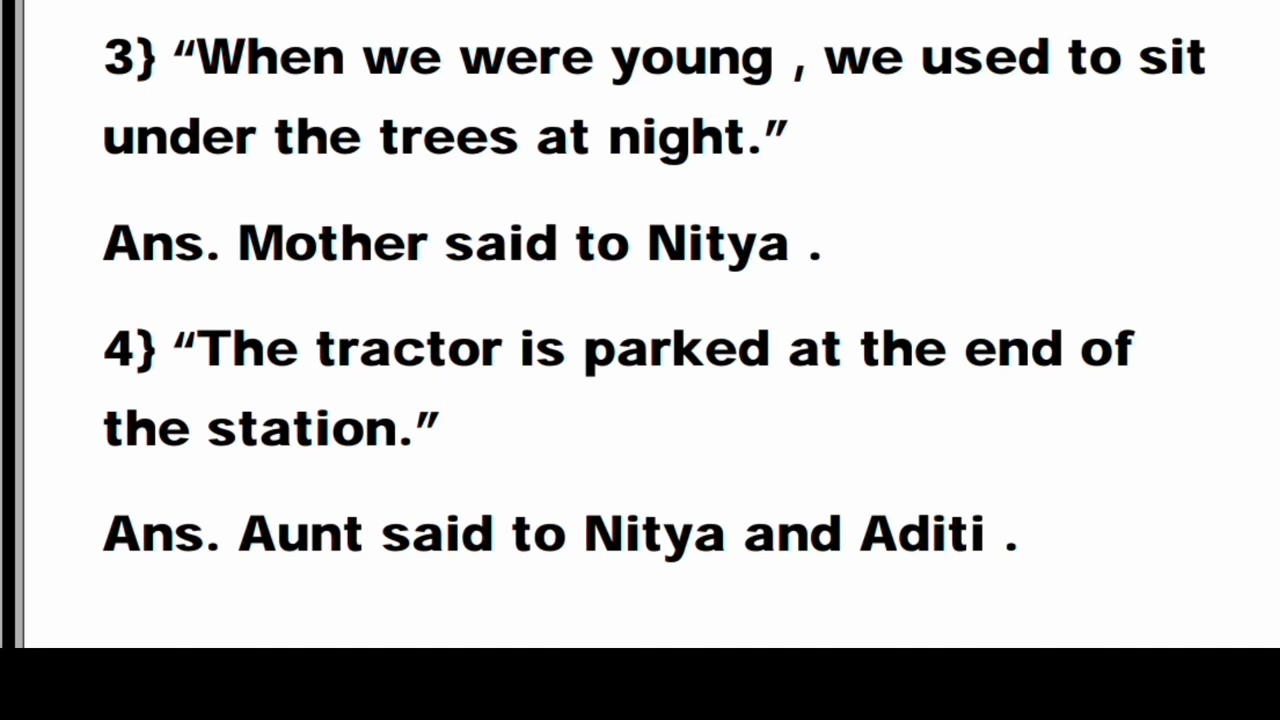 3} “When we were young , we used to sit
under the trees at night.”
Ans. Mother said to Nitya .
4} “The tractor is parked at the end of
the station.”
Ans. Aunt said to Nitya and Aditi .